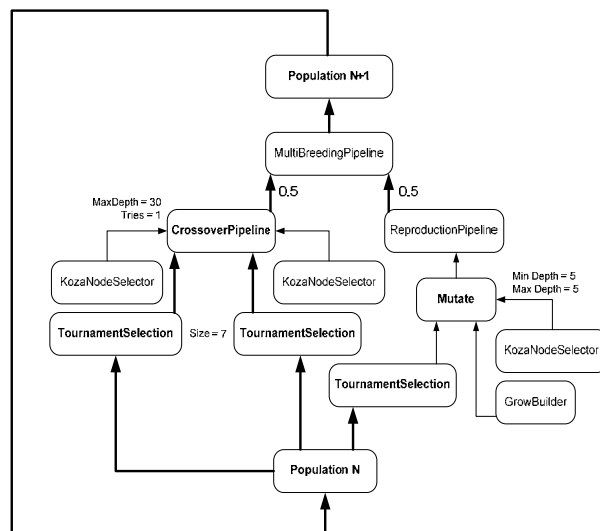 Population N+1
MultiBreedingPipeline
0.5
0.5
MaxDepth = 30
Tries = 1
CrossoverPipeline
ReproductionPipeline
KozaNodeSelector
KozaNodeSelector
Min Depth = 5
Max Depth = 5
Mutate
TournamentSelection
Size = 7
TournamentSelection
KozaNodeSelector
TournamentSelection
GrowBuilder
Population N